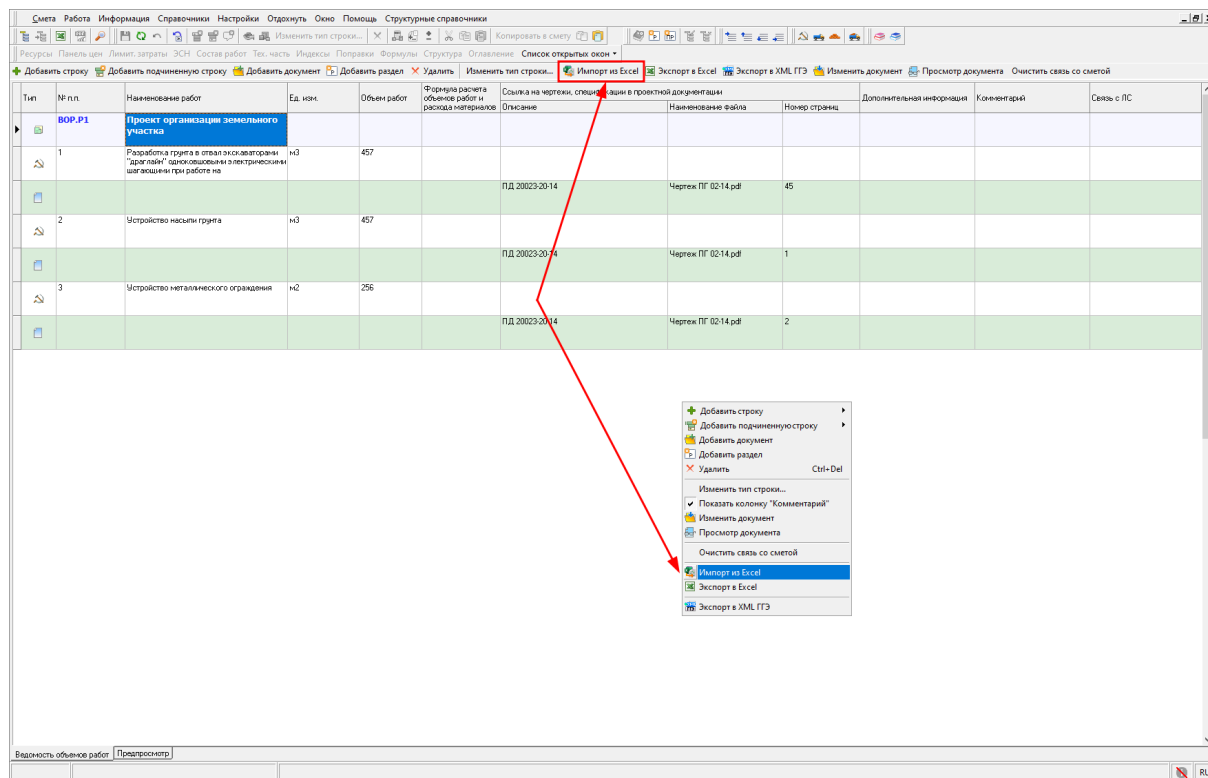 Смета Работа Информация Справочники Настройки Отдохнуть Окно Помощь Структурные справочники
Изменить тип строки... Копировать в смету
Ресурсы Панель цен Лимит. затраты ЭСН Состав работ Тех. часть Индексы Поправки Формулы Структура Оглавление Список открытых окон
Добавить строку Добавить подчиненную строку Добавить документ Добавить раздел Удалить Изменить тип строки... Импорт из Excel Экспорт в Excel Экспорт в XML ГГЭ Изменить документ Просмотр документа Очистить связь со сметой
Тип № п.п. Наименование работ Ед. изм. Объем работ Формула расчета объемов работ и расхода материалов Ссылка на чертежи, спецификации в проектной документации Дополнительная информация Комментарий Связь с ЛС
Описание Наименование файла Номер страниц
ВОР.Р1 Проект организации земельного
участка
1 Разработка грунта в отвал экскаваторами м3 457
"драглайн" одноковшовыми электрическими
шагающими при работе на
ПД 20023-20-14 Чертеж ПГ 02-14.pdf 45
2 Устройство насыпи грунта м3 457
ПД 20023-20-14 Чертеж ПГ 02-14.pdf 1
3 Устройство металлического ограждения м2 256
ПД 20023-20-14 Чертеж ПГ 02-14.pdf 2
Добавить строку
Добавить подчиненную строку
Добавить документ
Добавить раздел
Удалить Ctrl+Del
Изменить тип строки...
Показать колонку "Комментарий"
Изменить документ
Просмотр документа
Очистить связь со сметой
Импорт из Excel
Экспорт в Excel
Экспорт в XML ГГЭ
Ведомость объемов работ Предпросмотр
RU